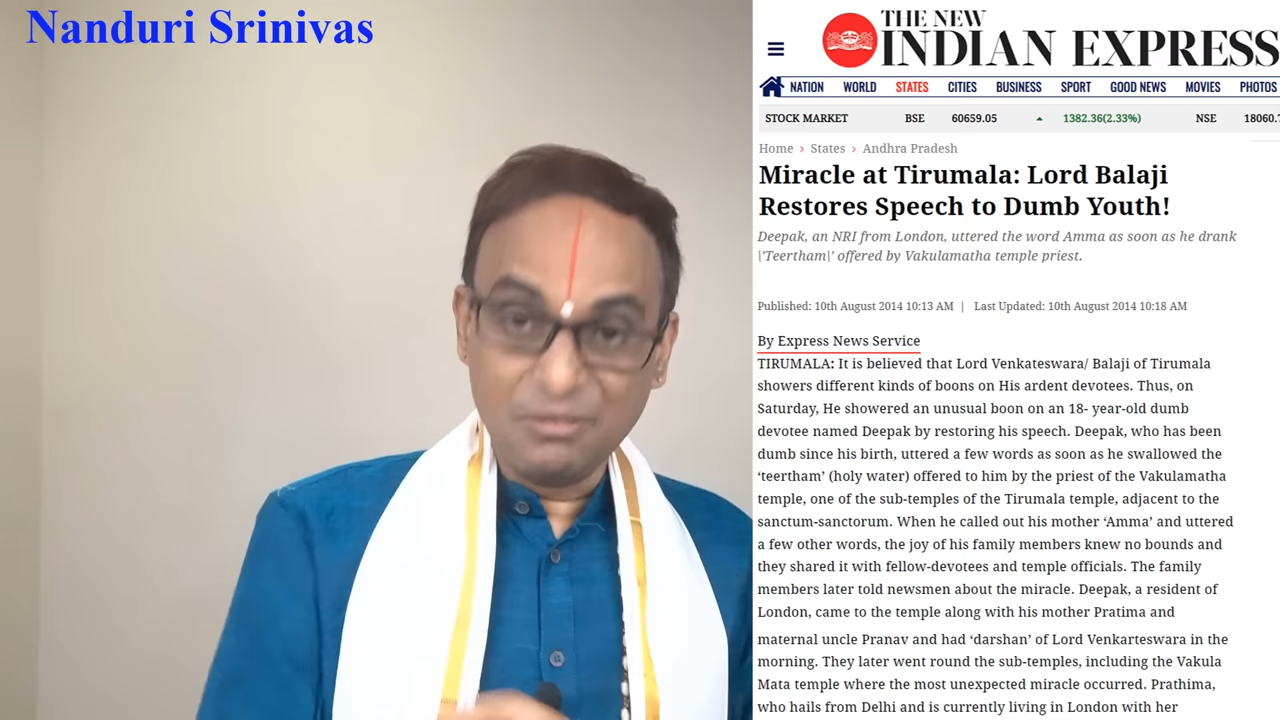 Nanduri Srinivas
THE NEW
INDIAN EXPRESS
NATION WORLD STATES CITIES BUSINESS SPORT GOOD NEWS MOVIES PHOTOS
STOCK MARKET BSE 60659.05 ▲ 1382.36(2.33%) NSE 18060.
Home > States > Andhra Pradesh
Miracle at Tirumala: Lord Balaji
Restores Speech to Dumb Youth!
Deepak, an NRI from London, uttered the word Amma as soon as he drank
\'Teertham\' offered by Vakulamatha temple priest.
Published: 10th August 2014 10:13 AM | Last Updated: 10th August 2014 10:18 AM
By Express News Service
TIRUMALA: It is believed that Lord Venkateswara/ Balaji of Tirumala
showers different kinds of boons on His ardent devotees. Thus, on
Saturday, He showered an unusual boon on an 18- year-old dumb
devotee named Deepak by restoring his speech. Deepak, who has been
dumb since his birth, uttered a few words as soon as he swallowed the
‘teertham’ (holy water) offered to him by the priest of the Vakulamatha
temple, one of the sub-temples of the Tirumala temple, adjacent to the
sanctum-sanctorum. When he called out his mother ‘Amma’ and uttered
a few other words, the joy of his family members knew no bounds and
they shared it with fellow-devotees and temple officials. The family
members later told newsmen about the miracle. Deepak, a resident of
London, came to the temple along with his mother Pratima and
maternal uncle Pranav and had ‘darshan’ of Lord Venkarteswara in the
morning. They later went round the sub-temples, including the Vakula
Mata temple where the most unexpected miracle occurred. Prathima,
who hails from Delhi and is currently living in London with her